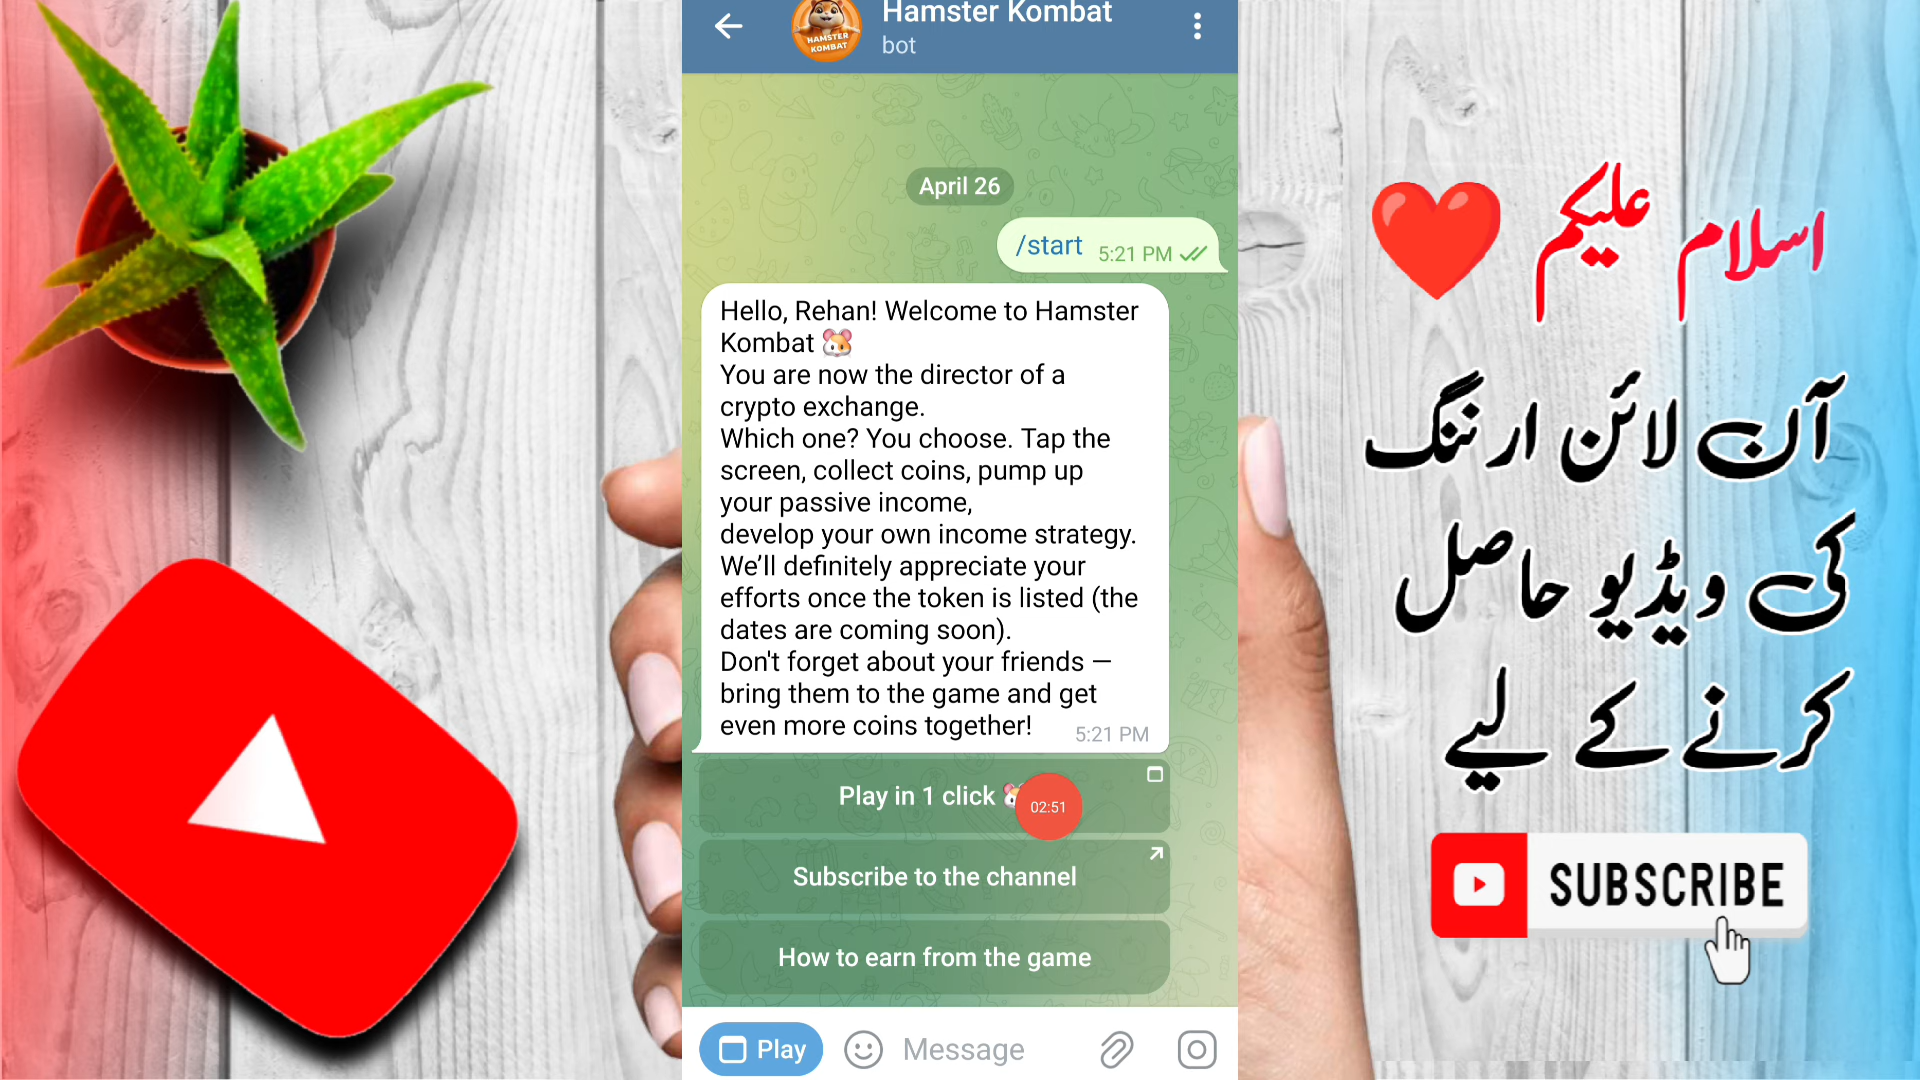 Hamster Kombat
bot
HAMSTER
KOMBAT
April 26
/start
5:21 PM
Hello, Rehan! Welcome to Hamster
Kombat 🐹
You are now the director of a
crypto exchange.
Which one? You choose. Tap the
screen, collect coins, pump up
your passive income,
develop your own income strategy.
We’ll definitely appreciate your
efforts once the token is listed (the
dates are coming soon).
Don't forget about your friends —
bring them to the game and get
even more coins together!
5:21 PM
Play in 1 click 🐹
02:51
Subscribe to the channel
How to earn from the game
Play
Message
اسلام علیکم ❤️
آن لائن ارننگ
کی ویڈیو حاصل
کرنے کے لیے
SUBSCRIBE